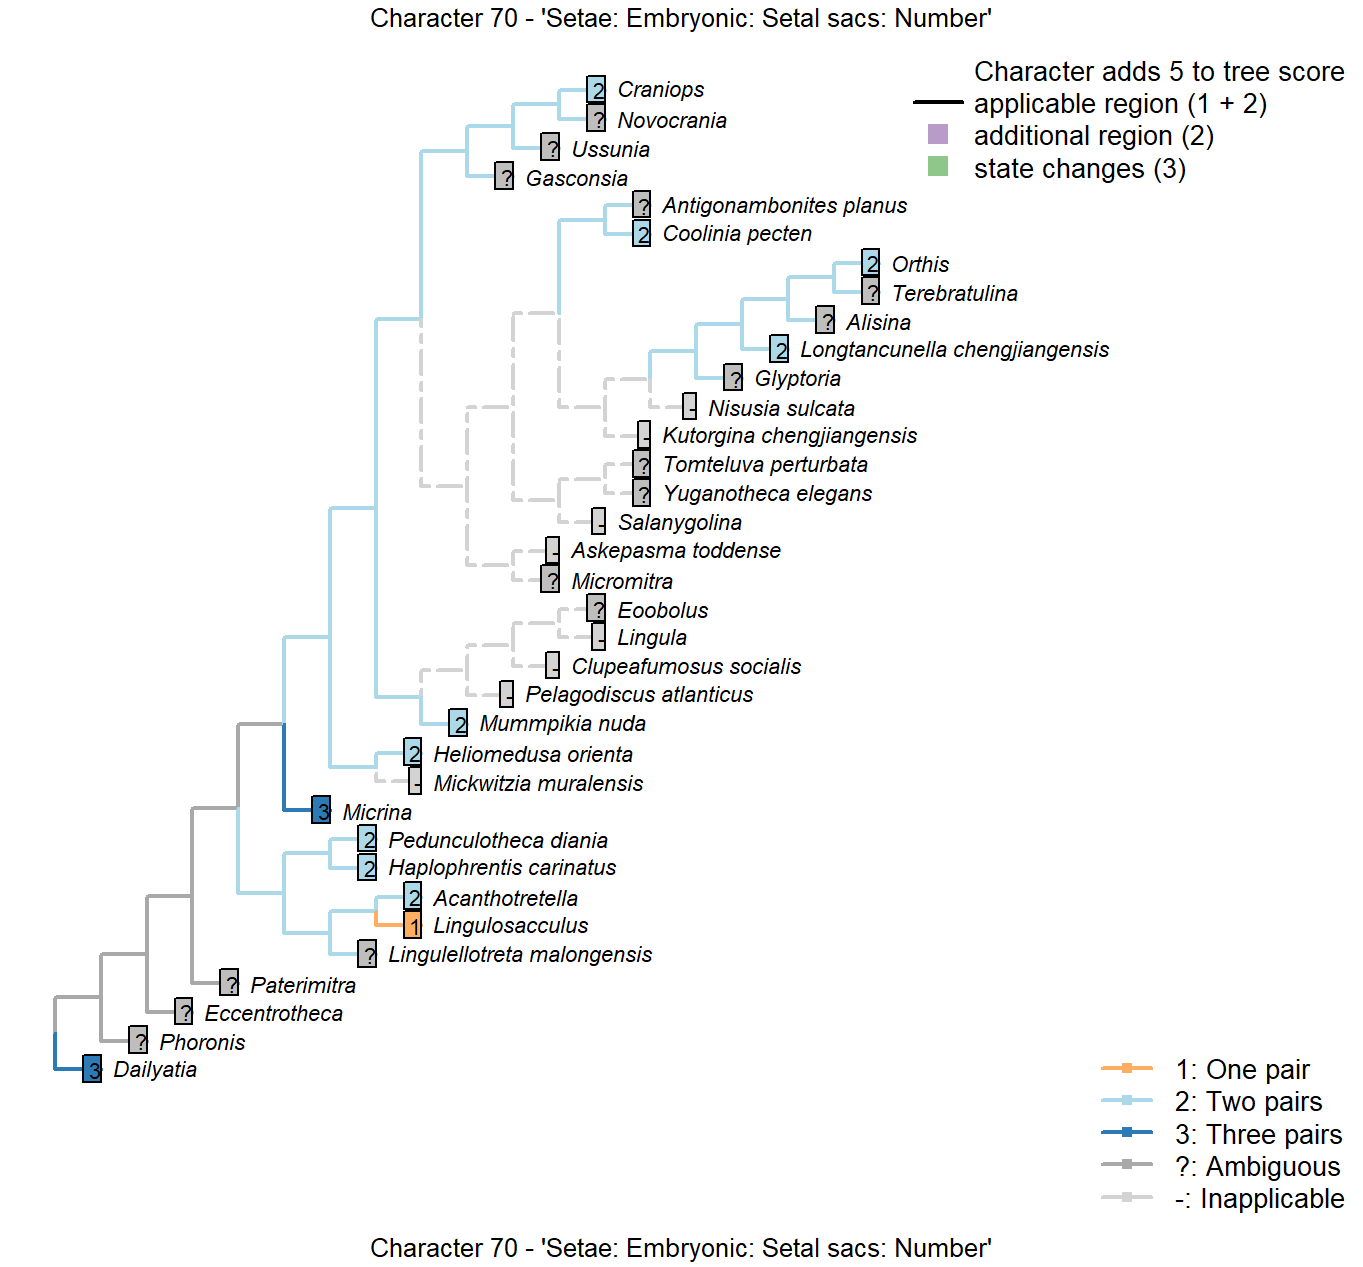 Character 70 - 'Setae: Embryonic: Setal sacs: Number'
Character adds 5 to tree score
applicable region (1 + 2)
additional region (2)
state changes (3)
2 Craniops
? Novocrania
? Ussunia
? Gasconsia
? Antigonambonites planus
2 Coolinia pecten
2 Orthis
? Terebratulina
? Alisina
2 Longtancunella chengjiangensis
? Glyptoria
- Nisusia sulcata
- Kutorgina chengjiangensis
? Tomteluva perturbata
? Yuganotheca elegans
- Salanygolina
- Askepasma toddense
? Micromitra
? Eoobolus
- Lingula
- Clupeafumosus socialis
- Pelagodiscus atlanticus
2 Mummpikia nuda
2 Heliomedusa orienta
- Mickwitzia muralensis
3 Micrina
2 Pedunculotheca diania
2 Haplophrentis carinatus
2 Acanthotretella
1 Lingulosacculus
? Lingulellotreta malongensis
? Paterimitra
? Eccentrotheca
? Phoronis
3 Dailyatia
1: One pair
2: Two pairs
3: Three pairs
?: Ambiguous
-: Inapplicable
Character 70 - 'Setae: Embryonic: Setal sacs: Number'